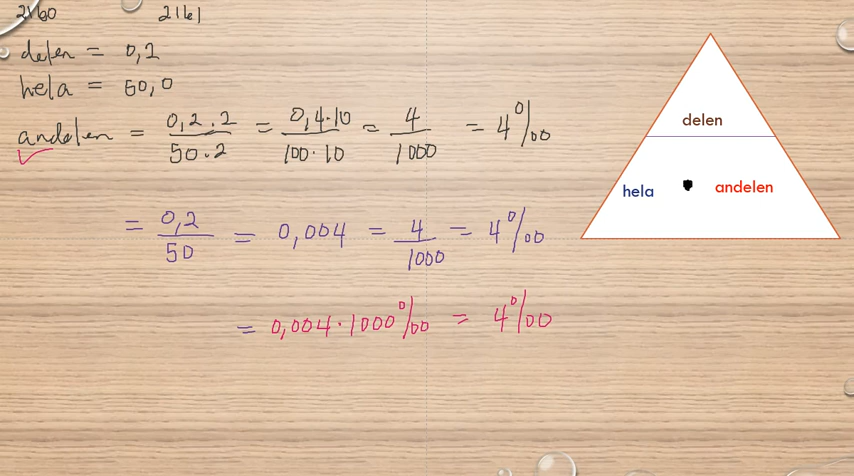 2160 2161
delen = 0,2
hela = 50,0
andelen = 0,2·2/50·2 = 0,4·10/100·10 = 4/1000 = 4‰
= 0,2/50 = 0,004 = 4/1000 = 4‰
= 0,004·1000‰ = 4‰
delen
hela · andelen